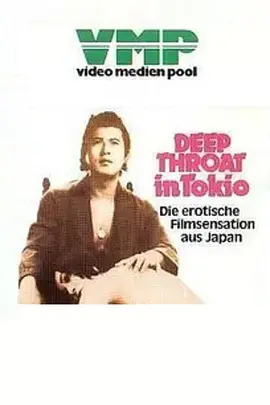 VMP
video medien pool
DEEP
THROAT
in Tokio
Die erotische
Filmsensation
aus Japan